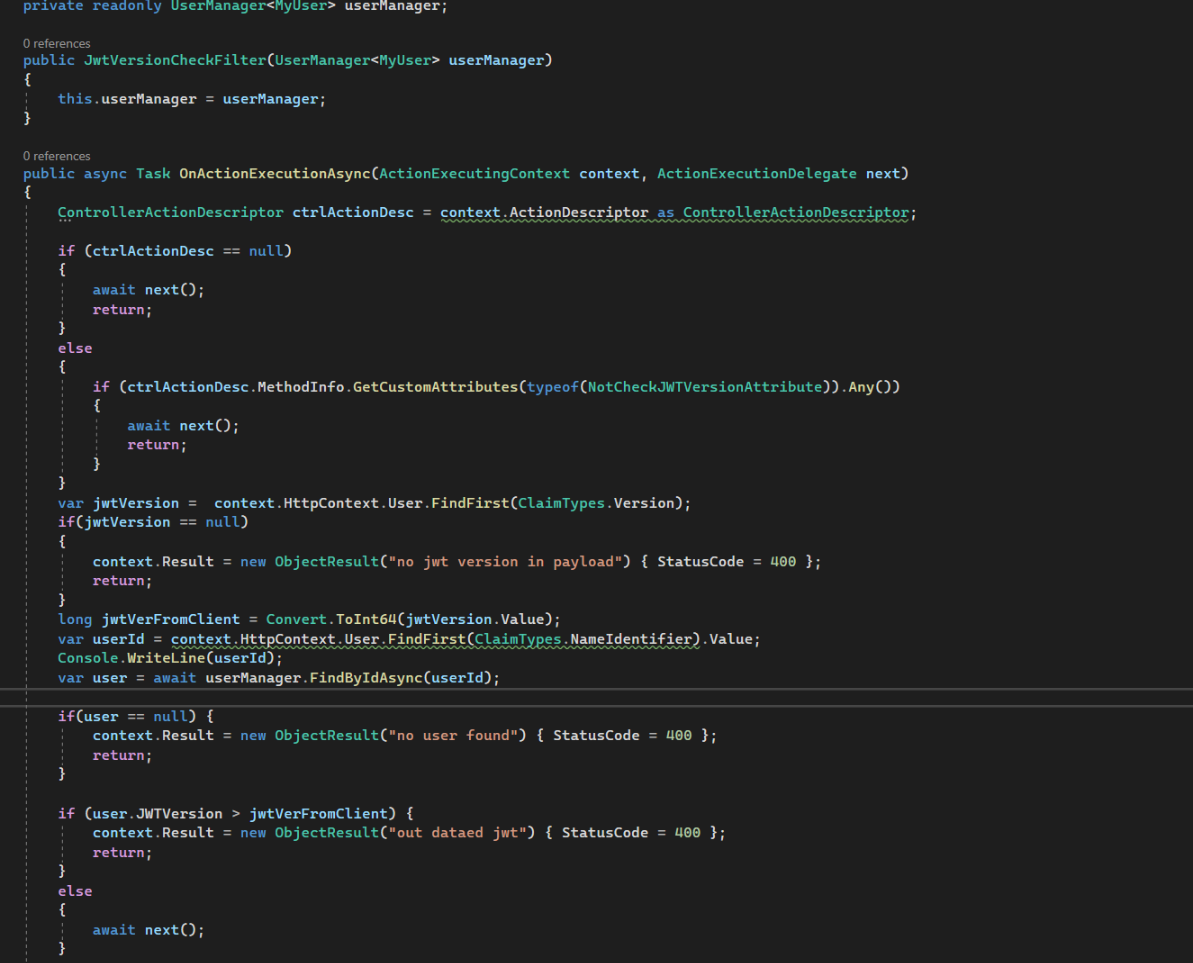 private readonly UserManager<MyUser> userManager;
0 references
public JwtVersionCheckFilter(UserManager<MyUser> userManager)
{
    this.userManager = userManager;
}
0 references
public async Task OnActionExecutionAsync(ActionExecutingContext context, ActionExecutionDelegate next)
{
    ControllerActionDescriptor ctrlActionDesc = context.ActionDescriptor as ControllerActionDescriptor;
    if (ctrlActionDesc == null)
    {
        await next();
        return;
    }
    else
    {
        if (ctrlActionDesc.MethodInfo.GetCustomAttributes(typeof(NotCheckJWTVersionAttribute)).Any())
        {
            await next();
            return;
        }
    }
    var jwtVersion =  context.HttpContext.User.FindFirst(ClaimTypes.Version);
    if(jwtVersion == null)
    {
        context.Result = new ObjectResult("no jwt version in payload") { StatusCode = 400 };
        return;
    }
    long jwtVerFromClient = Convert.ToInt64(jwtVersion.Value);
    var userId = context.HttpContext.User.FindFirst(ClaimTypes.NameIdentifier).Value;
    Console.WriteLine(userId);
    var user = await userManager.FindByIdAsync(userId);
    if(user == null) {
        context.Result = new ObjectResult("no user found") { StatusCode = 400 };
        return;
    }
    if (user.JWTVersion > jwtVerFromClient) {
        context.Result = new ObjectResult("out dataed jwt") { StatusCode = 400 };
        return;
    }
    else
    {
        await next();
    }